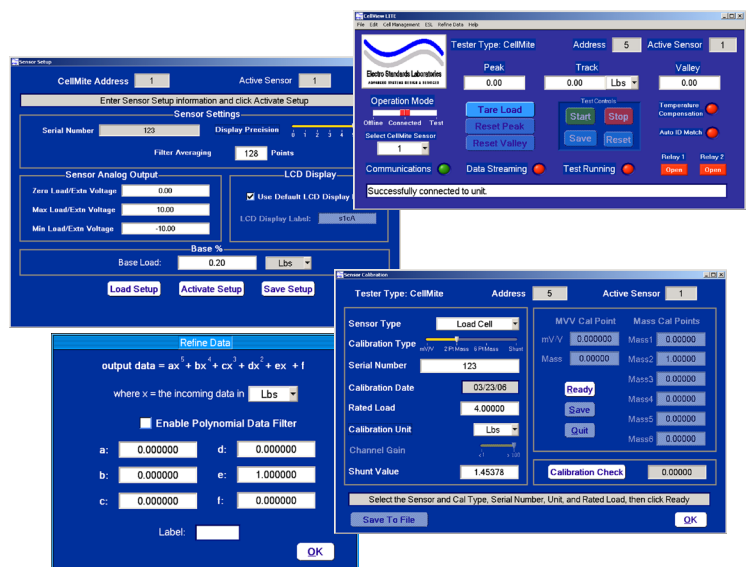 CellView LITE
File Edit Cell Management ESL Refine Data Help
Tester Type: CellMite Address 5 Active Sensor 1
Electro Standards Laboratories
Peak Track Valley
0.00 0.00 Lbs 0.00
Operation Mode
Offline Connected Test
Select CellMite Sensor
1
Tare Load
Reset Peak
Reset Valley
Test Controls
Start Stop
Save Reset
Temperature
Compensation
Auto ID Match
Relay 1 Relay 2
Open Open
Communications Data Streaming Test Running
Successfully connected to unit.
Sensor Setup
CellMite Address 1 Active Sensor 1
Enter Sensor Setup information and click Activate Setup
Sensor Settings
Serial Number 123 Display Precision 0 1 2 3 4
Filter Averaging 128 Points
Sensor Analog Output
Zero Load/Extn Voltage 0.00
Max Load/Extn Voltage 10.00
Min Load/Extn Voltage -10.00
LCD Display
Use Default LCD Display
LCD Display Label: s1cA
Base %
Base Load: 0.20 Lbs
Load Setup Activate Setup Save Setup
Sensor Calibration
Tester Type: CellMite Address 5 Active Sensor 1
Sensor Type Load Cell
Calibration Type mV/V 2 Pt Mass 6 Pt Mass Shunt
Serial Number 123
Calibration Date 03/23/06
Rated Load 4.00000
Calibration Unit Lbs
Channel Gain
Shunt Value 1.45378
MVV Cal Point Mass Cal Points
mV/V 0.000000 Mass1 0.00000
Mass 0.00000 Mass2 1.00000
Mass3 0.00000
Mass4 0.00000
Mass5 0.00000
Mass6 0.00000
Ready
Save
Quit
Calibration Check 0.00000
Select the Sensor and Cal Type, Serial Number, Unit, and Rated Load, then click Ready
Save To File OK
Refine Data
output data = ax⁵ + bx⁴ + cx³ + dx² + ex + f
where x = the incoming data in Lbs
Enable Polynomial Data Filter
a: 0.000000 d: 0.000000
b: 0.000000 e: 1.000000
c: 0.000000 f: 0.000000
Label:
OK